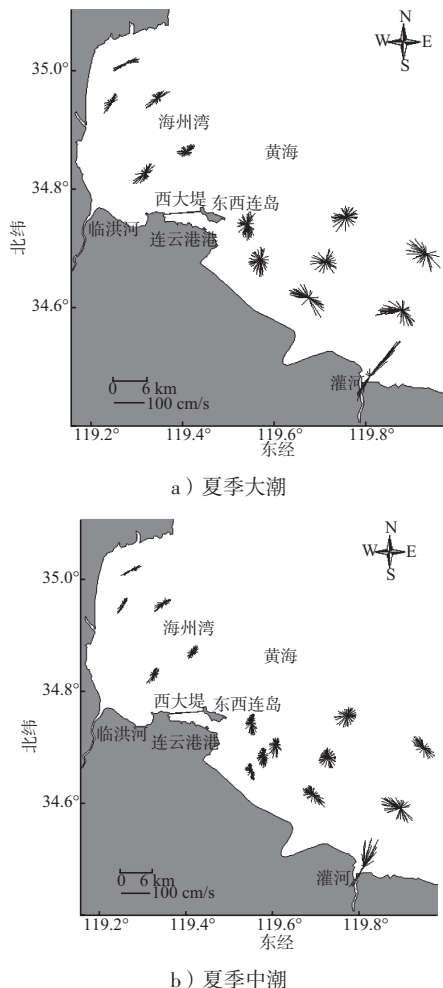 N
W E
S
35.0°
海州湾
黄海
34.8°
西大堤 东西连岛
临洪河
连云港港
北纬
34.6°
灌河
0 6 km
100 cm/s
119.2° 119.4° 119.6° 119.8°
东经
a）夏季大潮
N
W E
S
35.0°
海州湾
黄海
34.8°
西大堤 东西连岛
临洪河
连云港港
北纬
34.6°
灌河
0 6 km
100 cm/s
119.2° 119.4° 119.6° 119.8°
东经
b）夏季中潮